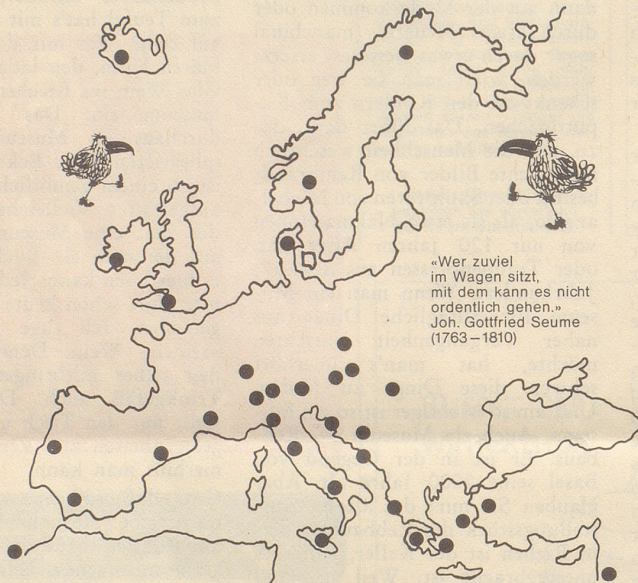 «Wer zuviel
im Wagen sitzt,
mit dem kann es nicht
ordentlich gehen.»
Joh. Gottfried Seume
(1763–1810)